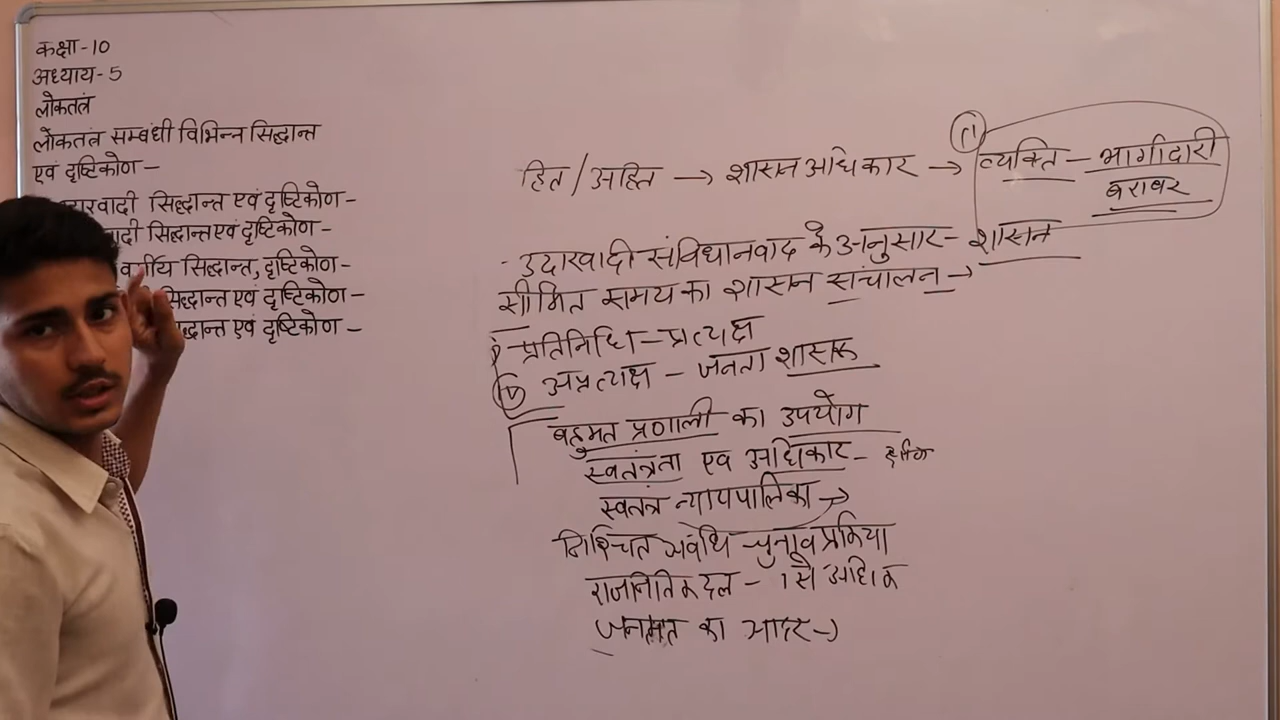 कक्षा-10
अध्याय-5
लोकतंत्र
लोकतंत्र सम्बंधी विभिन्न सिद्धान्त
एवं दृष्टिकोण-
सिद्धान्त एवं दृष्टिकोण-
सिद्धान्त एवं दृष्टिकोण-
वर्गीय सिद्धान्त, दृष्टिकोण-
सिद्धान्त एवं दृष्टिकोण-
एवं दृष्टिकोण-
हित/अहित → शासन अधिकार → व्यक्ति - भागीदारी
बराबर
उदारवादी संविधानवाद के अनुसार- शासन
सीमित समय का शासन संचालन →
प्रतिनिधि-प्रत्यक्ष
अप्रत्यक्ष - जनता शासक
बहुमत प्रणाली का उपयोग
स्वतंत्रता एव अधिकार-
स्वतंत्र न्यायपालिका →
निश्चित अवधि चुनाव प्रक्रिया
राजनितिक दल - 1 से अधिक
जनमत का आदर →